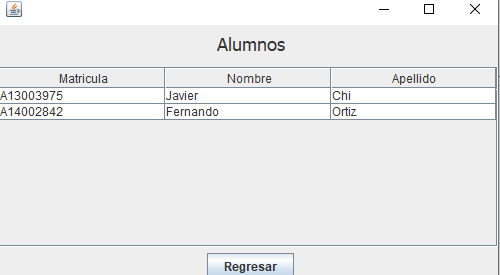 Alumnos
Matricula Nombre Apellido
A13003975 Javier Chi
A14002842 Fernando Ortiz
Regresar